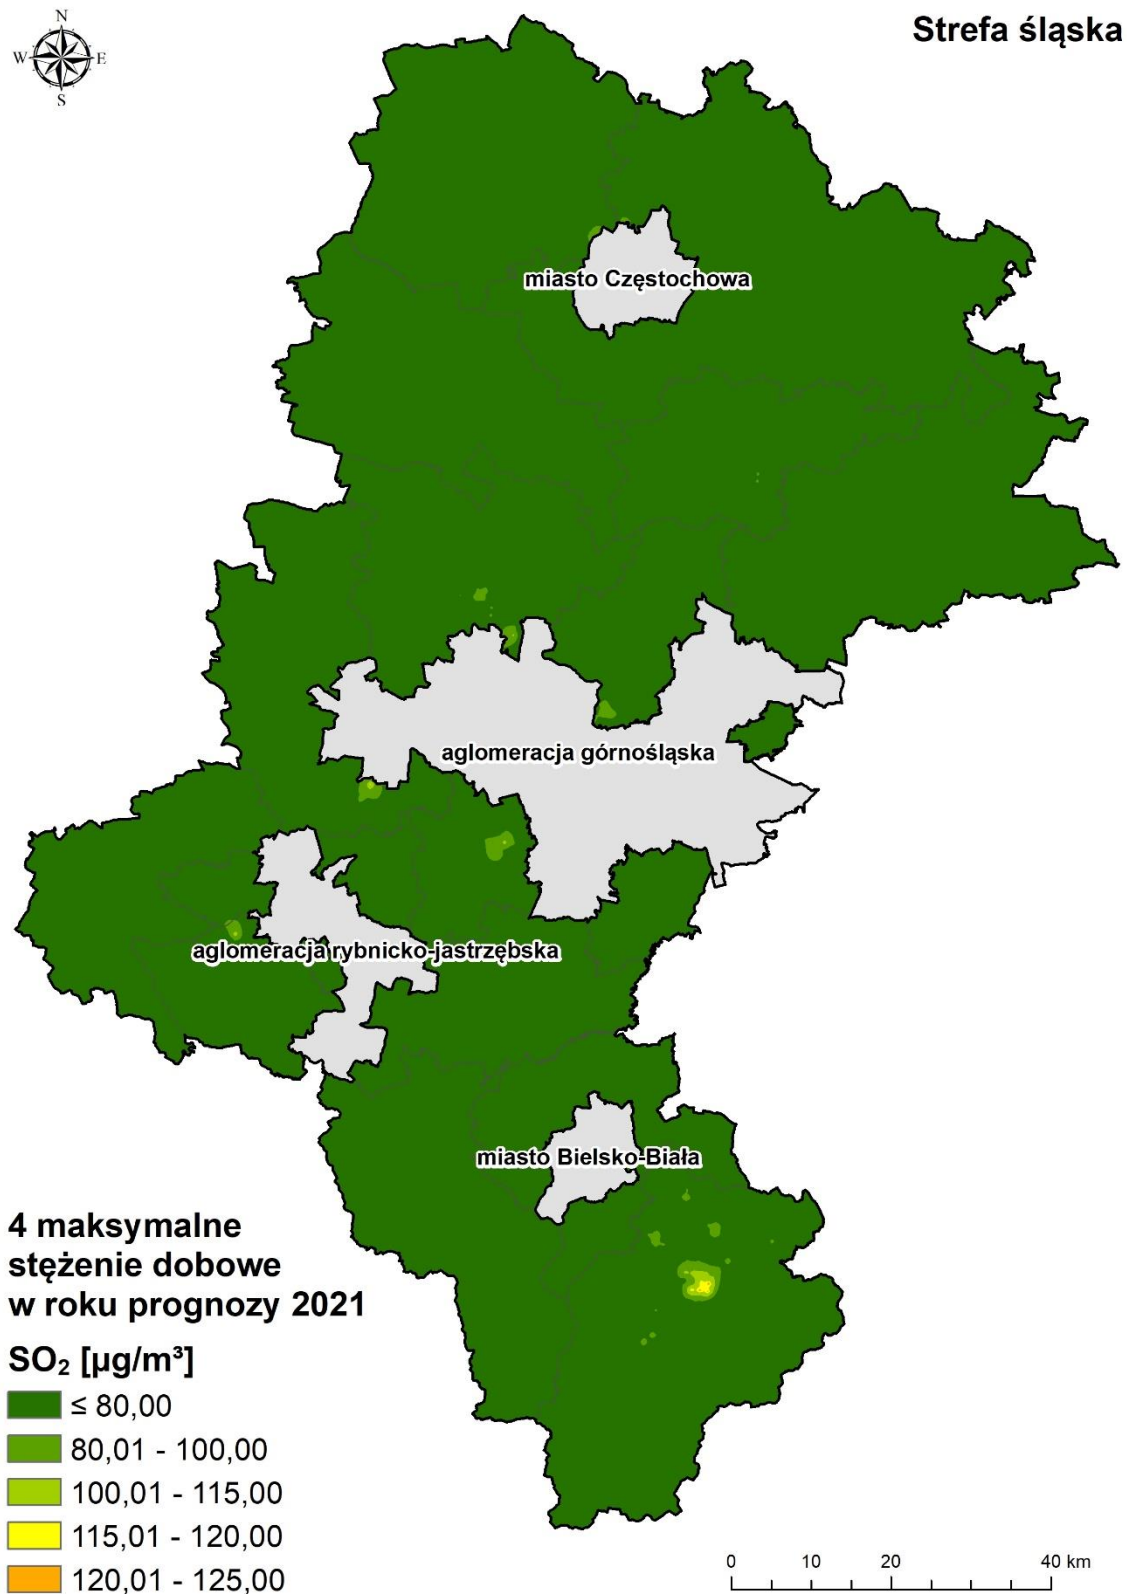 N
Strefa śląska
W E
S
miasto Częstochowa
aglomeracja górnośląska
aglomeracja rybnicko-jastrzębska
miasto Bielsko-Biała
4 maksymalne
stężenie dobowe
w roku prognozy 2021
SO₂ [µg/m³]
≤ 80,00
80,01 - 100,00
100,01 - 115,00
115,01 - 120,00
120,01 - 125,00
0 10 20 40 km